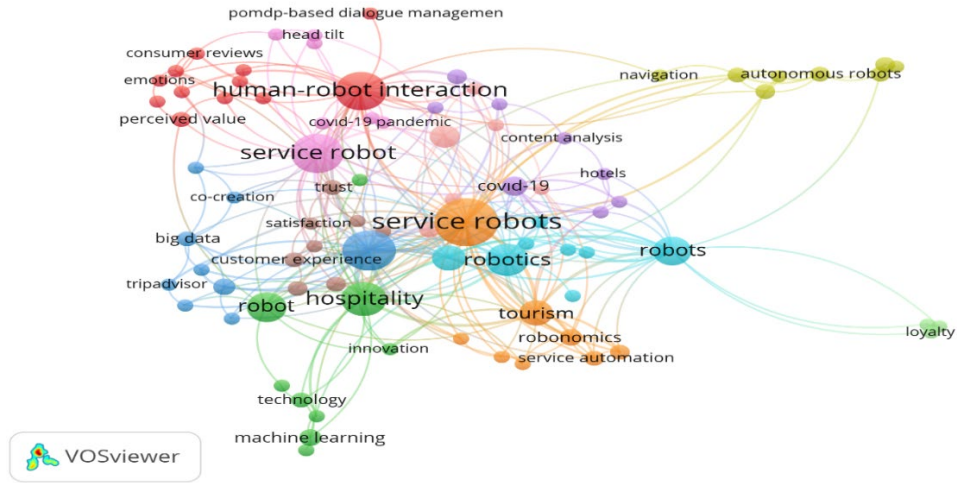 pomdp-based dialogue managemen
head tilt
consumer reviews
navigation
autonomous robots
emotions
human-robot interaction
perceived value
covid-19 pandemic
content analysis
service robot
hotels
trust
covid-19
co-creation
satisfaction
service robots
big data
robots
customer experience
robotics
tripadvisor
hospitality
robot
tourism
loyalty
robonomics
innovation
service automation
technology
machine learning
VOSviewer